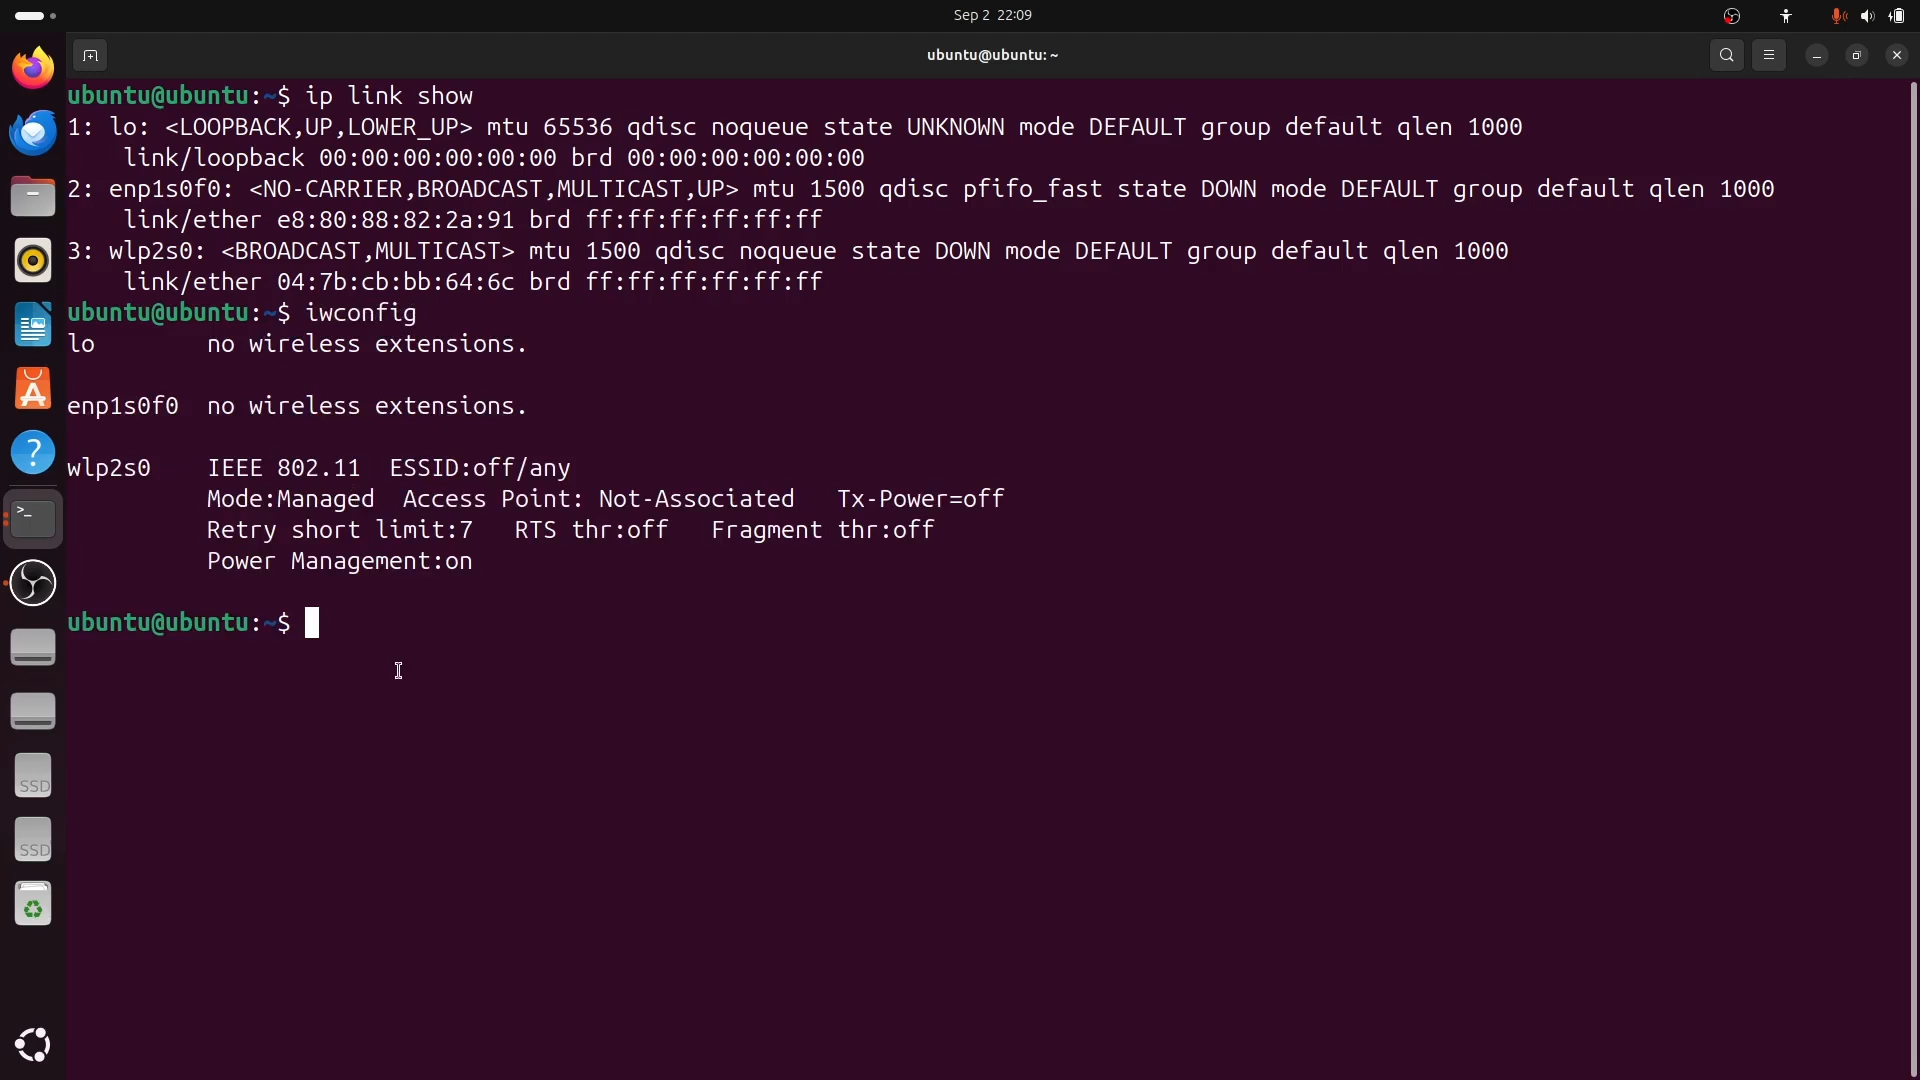 Sep 2 22:09
ubuntu@ubuntu: ~
ubuntu@ubuntu:~$ ip link show
1: lo: <LOOPBACK,UP,LOWER_UP> mtu 65536 qdisc noqueue state UNKNOWN mode DEFAULT group default qlen 1000
    link/loopback 00:00:00:00:00:00 brd 00:00:00:00:00:00
2: enp1s0f0: <NO-CARRIER,BROADCAST,MULTICAST,UP> mtu 1500 qdisc pfifo_fast state DOWN mode DEFAULT group default qlen 1000
    link/ether e8:80:88:82:2a:91 brd ff:ff:ff:ff:ff:ff
3: wlp2s0: <BROADCAST,MULTICAST> mtu 1500 qdisc noqueue state DOWN mode DEFAULT group default qlen 1000
    link/ether 04:7b:cb:bb:64:6c brd ff:ff:ff:ff:ff:ff
ubuntu@ubuntu:~$ iwconfig
lo        no wireless extensions.
enp1s0f0  no wireless extensions.
wlp2s0    IEEE 802.11  ESSID:off/any
          Mode:Managed  Access Point: Not-Associated   Tx-Power=off
          Retry short limit:7   RTS thr:off   Fragment thr:off
          Power Management:on
ubuntu@ubuntu:~$
SSD
SSD